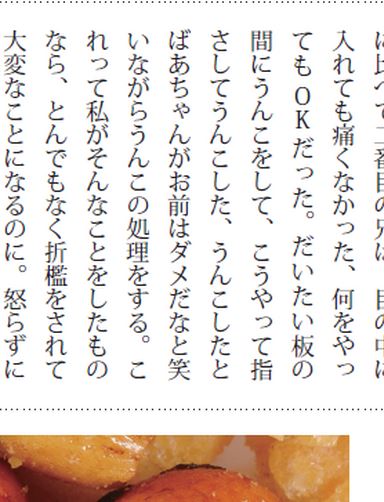 に比べて二番目の兄は、目の中に
入れても痛くなかった、何をやっ
ても OK だった。だいたい板の
間にうんこをして、こうやって指
さしてうんこした、うんこしたと
ばあちゃんがお前はダメだなと笑
いながらうんこの処理をする。こ
れって私がそんなことをしたもの
なら、とんでもなく折檻をされて
大変なことになるのに。怒らずに